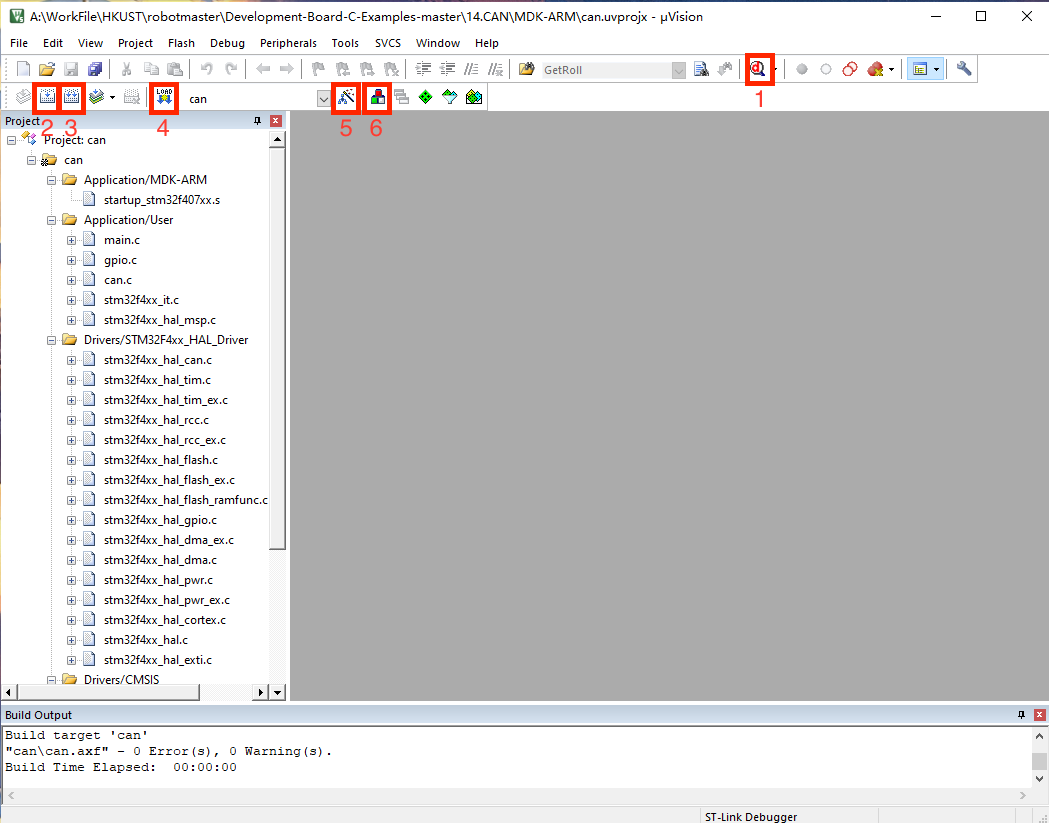 A:\WorkFile\HKUST\robotmaster\Development-Board-C-Examples-master\14.CAN\MDK-ARM\can.uvprojx - µVision
File Edit View Project Flash Debug Peripherals Tools SVCS Window Help
GetRoll
1
LOAD
can
2 3 4 5 6
Project
Project: can
can
Application/MDK-ARM
startup_stm32f407xx.s
Application/User
main.c
gpio.c
can.c
stm32f4xx_it.c
stm32f4xx_hal_msp.c
Drivers/STM32F4xx_HAL_Driver
stm32f4xx_hal_can.c
stm32f4xx_hal_tim.c
stm32f4xx_hal_tim_ex.c
stm32f4xx_hal_rcc.c
stm32f4xx_hal_rcc_ex.c
stm32f4xx_hal_flash.c
stm32f4xx_hal_flash_ex.c
stm32f4xx_hal_flash_ramfunc.c
stm32f4xx_hal_gpio.c
stm32f4xx_hal_dma_ex.c
stm32f4xx_hal_dma.c
stm32f4xx_hal_pwr.c
stm32f4xx_hal_pwr_ex.c
stm32f4xx_hal_cortex.c
stm32f4xx_hal.c
stm32f4xx_hal_exti.c
Drivers/CMSIS
Build Output
Build target 'can'
"can\can.axf" - 0 Error(s), 0 Warning(s).
Build Time Elapsed:  00:00:00
ST-Link Debugger